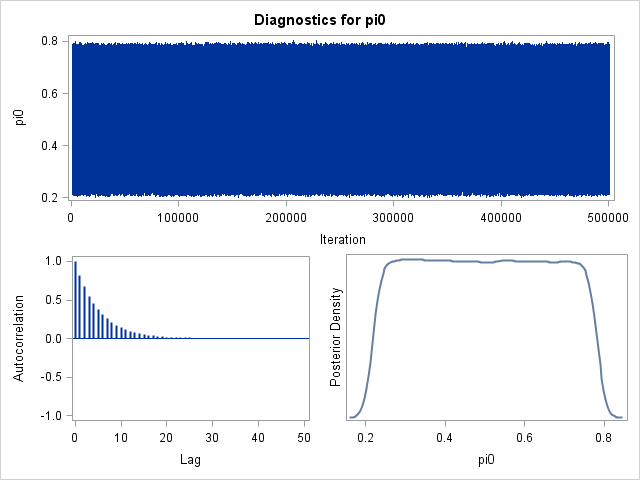 Diagnostics for pi0
pi0
0.8
0.6
0.4
0.2
0 100000 200000 300000 400000 500000
Iteration
Autocorrelation
1.0
0.5
0.0
-0.5
-1.0
0 10 20 30 40 50
Lag
Posterior Density
0.2 0.4 0.6 0.8
pi0